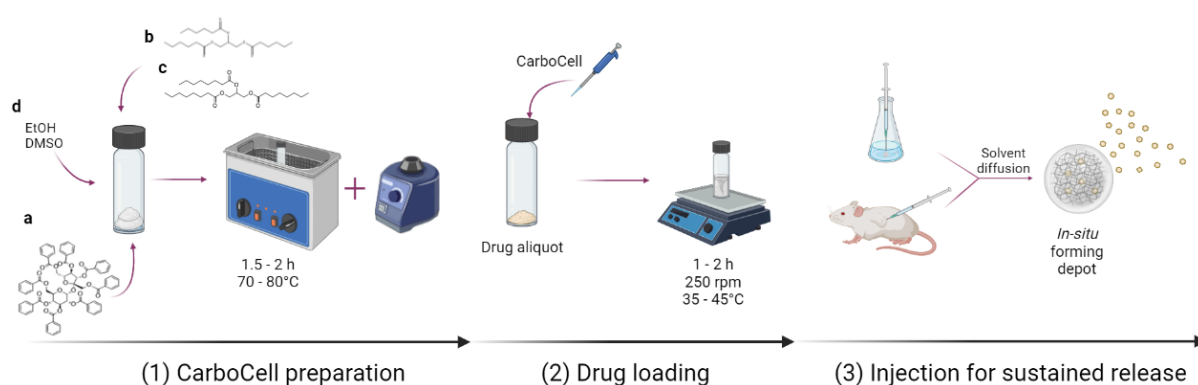 b
c
d
EtOH
DMSO
a
1.5 - 2 h
70 - 80°C
(1) CarboCell preparation
CarboCell
Drug aliquot
1 - 2 h
250 rpm
35 - 45°C
(2) Drug loading
Solvent
diffusion
In-situ
forming
depot
(3) Injection for sustained release